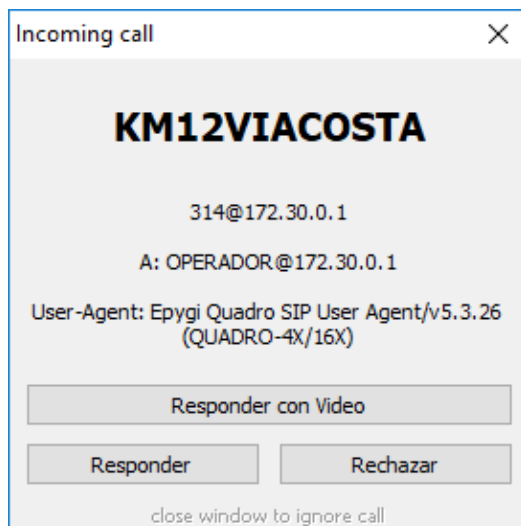 Incoming call
KM12VIACOSTA
314@172.30.0.1
A: OPERADOR@172.30.0.1
User-Agent: Epygi Quadro SIP User Agent/v5.3.26
(QUADRO-4X/16X)
Responder con Video
Responder Rechazar
close window to ignore call